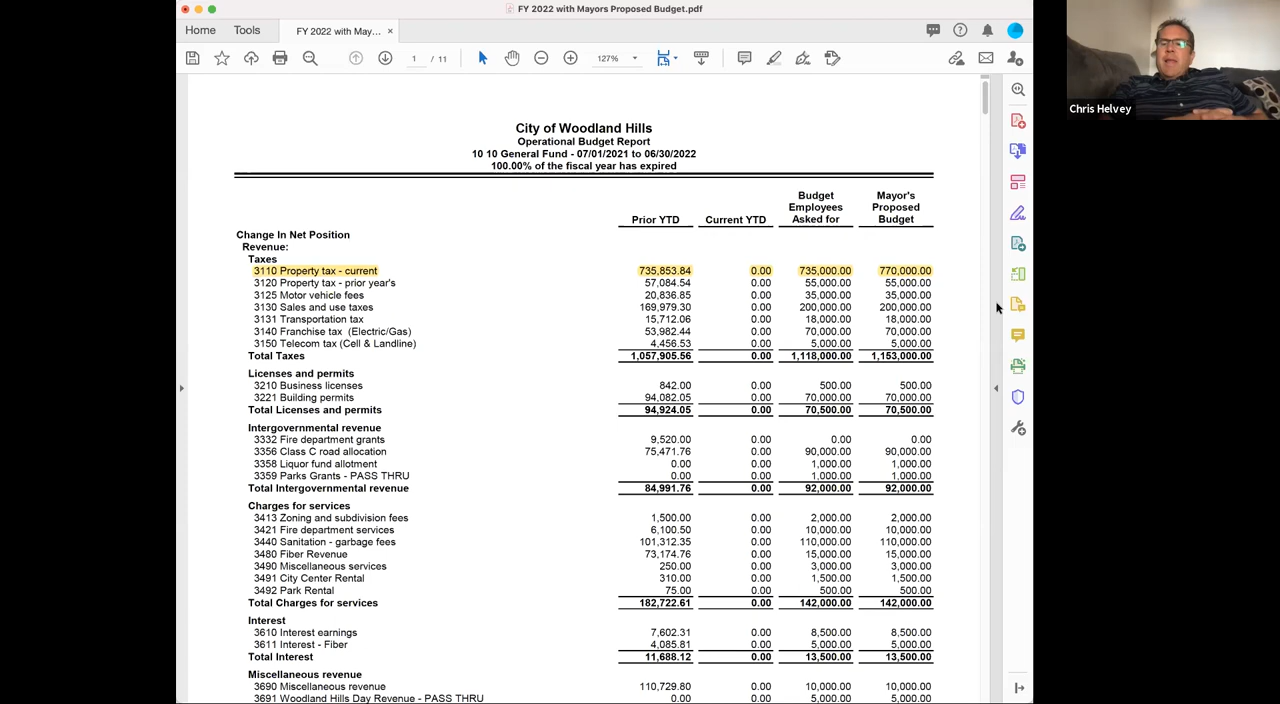 FY 2022 with Mayors Proposed Budget.pdf
Home Tools FY 2022 with May... ×
1 / 11 127%
Chris Helvey
City of Woodland Hills
Operational Budget Report
10 10 General Fund - 07/01/2021 to 06/30/2022
100.00% of the fiscal year has expired
Prior YTD Current YTD Budget Employees Asked for Mayor's Proposed Budget
Change In Net Position
Revenue:
Taxes
3110 Property tax - current 735,853.84 0.00 735,000.00 770,000.00
3120 Property tax - prior year's 57,084.54 0.00 55,000.00 55,000.00
3125 Motor vehicle fees 20,836.85 0.00 35,000.00 35,000.00
3130 Sales and use taxes 169,979.30 0.00 200,000.00 200,000.00
3131 Transportation tax 15,712.06 0.00 18,000.00 18,000.00
3140 Franchise tax (Electric/Gas) 53,982.44 0.00 70,000.00 70,000.00
3150 Telecom tax (Cell & Landline) 4,456.53 0.00 5,000.00 5,000.00
Total Taxes 1,057,905.56 0.00 1,118,000.00 1,153,000.00
Licenses and permits
3210 Business licenses 842.00 0.00 500.00 500.00
3221 Building permits 94,082.05 0.00 70,000.00 70,000.00
Total Licenses and permits 94,924.05 0.00 70,500.00 70,500.00
Intergovernmental revenue
3332 Fire department grants 9,520.00 0.00 0.00 0.00
3356 Class C road allocation 75,471.76 0.00 90,000.00 90,000.00
3358 Liquor fund allotment 0.00 0.00 1,000.00 1,000.00
3359 Parks Grants - PASS THRU 0.00 0.00 1,000.00 1,000.00
Total Intergovernmental revenue 84,991.76 0.00 92,000.00 92,000.00
Charges for services
3413 Zoning and subdivision fees 1,500.00 0.00 2,000.00 2,000.00
3421 Fire department services 6,100.50 0.00 10,000.00 10,000.00
3440 Sanitation - garbage fees 101,312.35 0.00 110,000.00 110,000.00
3480 Fiber Revenue 73,174.76 0.00 15,000.00 15,000.00
3490 Miscellaneous services 250.00 0.00 3,000.00 3,000.00
3491 City Center Rental 310.00 0.00 1,500.00 1,500.00
3492 Park Rental 75.00 0.00 500.00 500.00
Total Charges for services 182,722.61 0.00 142,000.00 142,000.00
Interest
3610 Interest earnings 7,602.31 0.00 8,500.00 8,500.00
3611 Interest - Fiber 4,085.81 0.00 5,000.00 5,000.00
Total Interest 11,688.12 0.00 13,500.00 13,500.00
Miscellaneous revenue
3690 Miscellaneous revenue 110,729.80 0.00 10,000.00 10,000.00
3691 Woodland Hills Day Revenue - PASS THRU 0.00 0.00 5,000.00 5,000.00